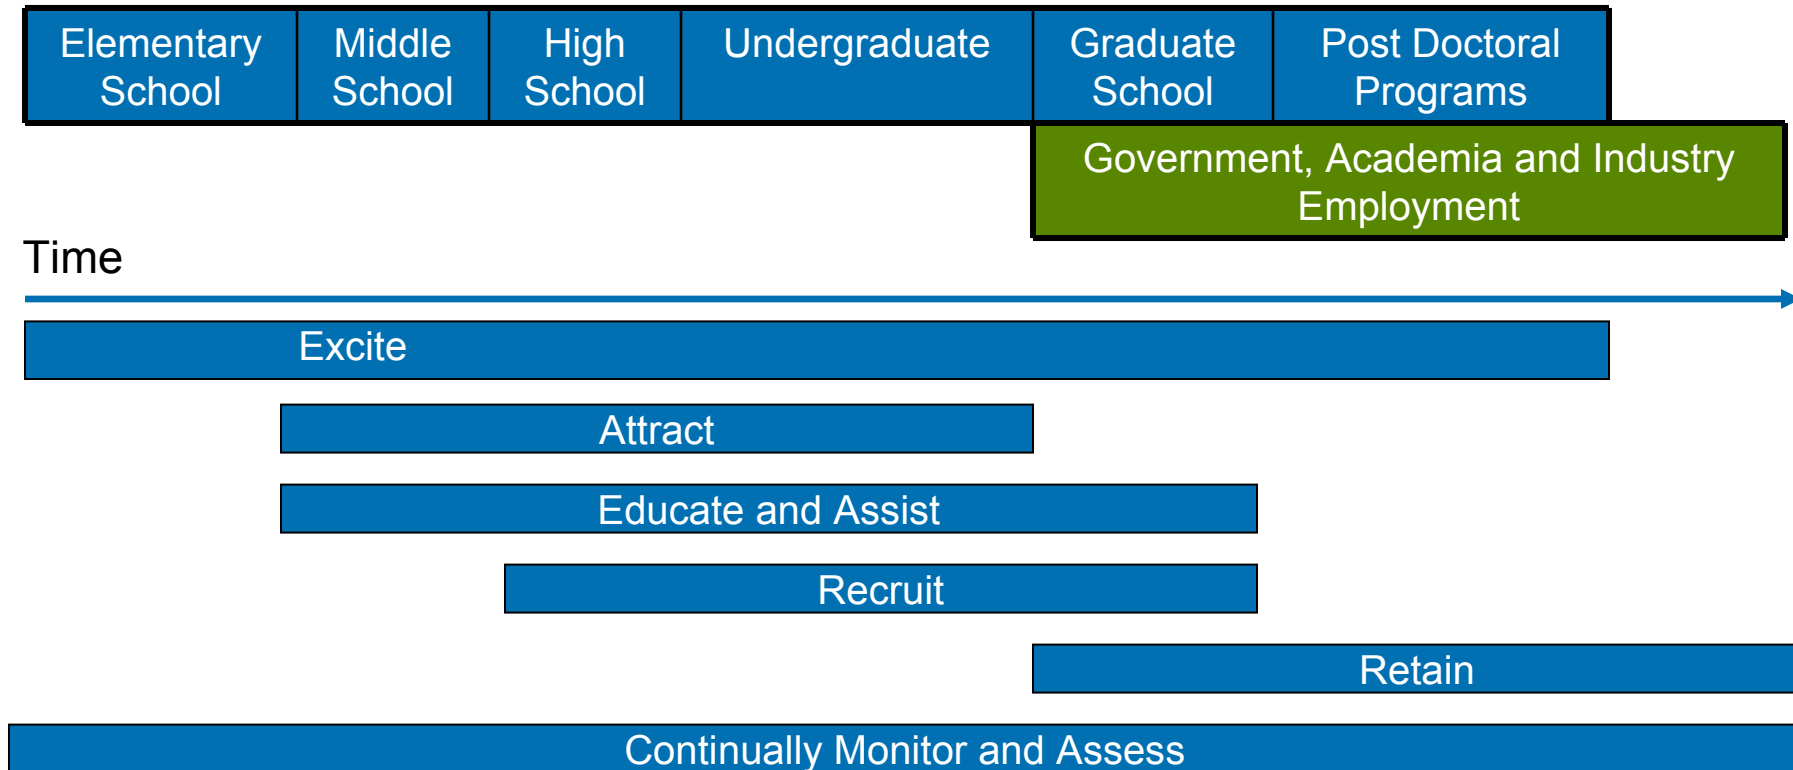 Elementary
School
Middle
School
High
School
Undergraduate
Graduate
School
Post Doctoral
Programs
Government, Academia and Industry
Employment
Time
Excite
Attract
Educate and Assist
Recruit
Retain
Continually Monitor and Assess